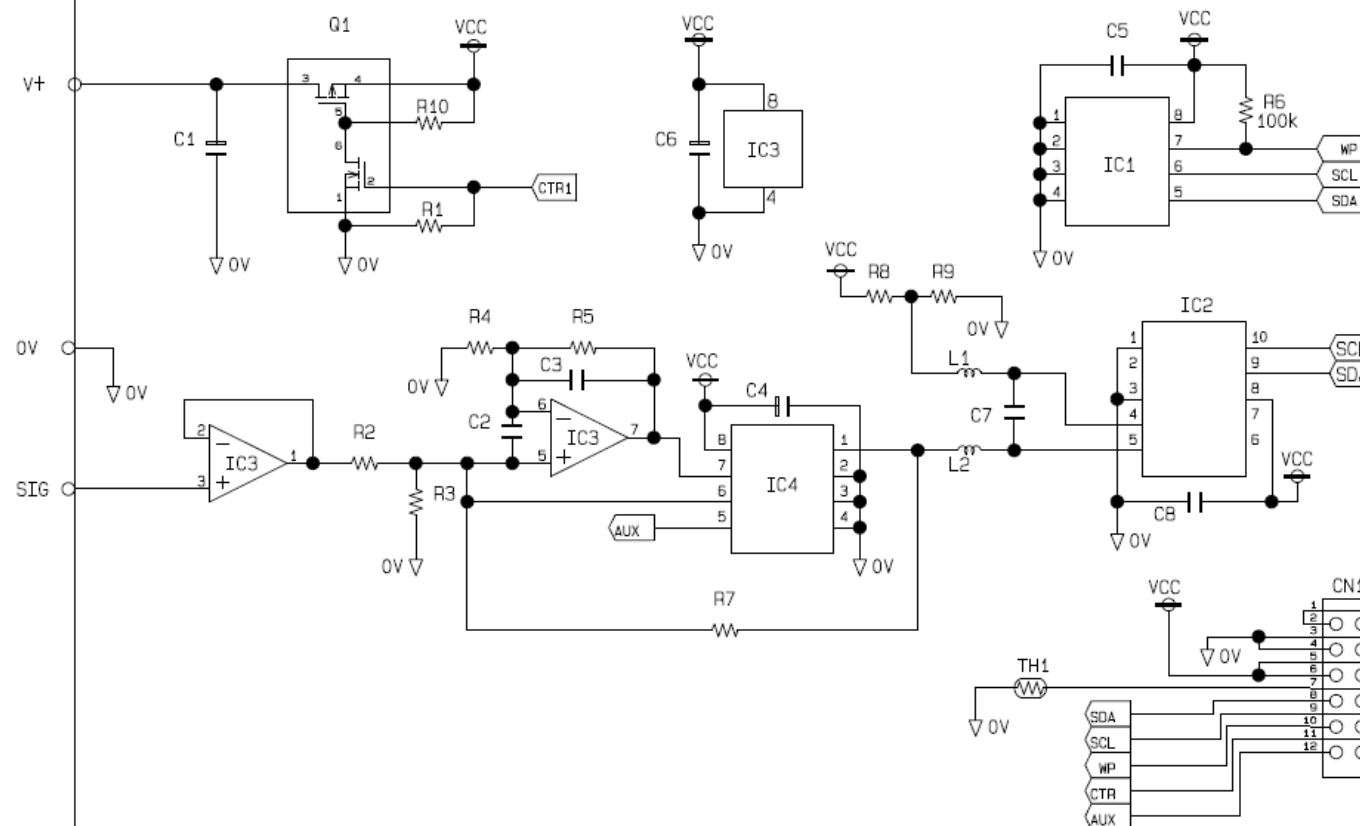 Q1
VCC
V+
3
4
5
R10
C1
6
2
CTR1
1
R1
0V
0V
VCC
8
C6
IC3
4
0V
C5
VCC
R6
100k
1
2
3
4
IC1
8
7
6
5
WP
SCL
SDA
0V
VCC
R8
R9
0V
IC2
1
2
3
4
5
10
9
8
7
6
L1
C7
L2
C8
VCC
0V
0V
0V
R4
R5
0V
C3
C2
6
5
7
IC3
VCC
C4
8
7
6
5
IC4
1
2
3
4
AUX
0V
2
3
1
IC3
SIG
R2
R3
0V
R7
VCC
CN1
1
2
3
4
5
6
7
8
9
10
11
12
0V
TH1
0V
SDA
SCL
WP
CTR
AUX